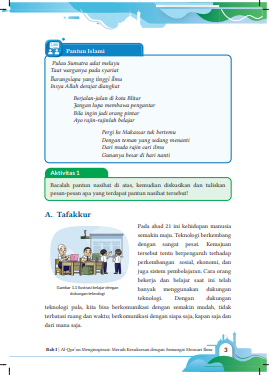 Pantun Islami
Pulau Sumatra adat melayu
Taat warganya pada syariat
Barangsiapa yang tinggi ilmu
Insya Allah derajat diangkat
Berjalan-jalan di kota Blitar
Jangan lupa membawa pengantar
Bila ingin jadi orang pintar
Ayo rajin-rajinlah belajar
Pergi ke Makassar tuk bertemu
Dengan teman yang sedang menanti
Dari muda rajin cari ilmu
Gunanya besar di hari nanti
Aktivitas 1
Bacalah pantun nasihat di atas, kemudian diskusikan dan tuliskan
pesan-pesan apa yang terdapat pantun nasihat tersebut!
A. Tafakkur
Pada abad 21 ini kehidupan manusia
semakin maju. Teknologi berkembang
dengan sangat pesat. Kemajuan
tersebut tentu berpengaruh terhadap
perkembangan sosial, ekonomi, dan
juga sistem pembelajaran. Cara orang
bekerja dan belajar saat ini telah
banyak menggunakan dukungan
teknologi. Dengan dukungan
Gambar 1.1 Ilustrasi belajar dengan
dukungan teknologi
teknologi pula, kita bisa berkomunikasi dengan semakin mudah, tidak
terbatasi ruang dan waktu; berkomunikasi dengan siapa saja, kapan saja dan
dari mana saja.
Bab 1 | Al-Qur'an Menginspirasi: Meraih Kesuksesan dengan Semangat Mencari Ilmu
3